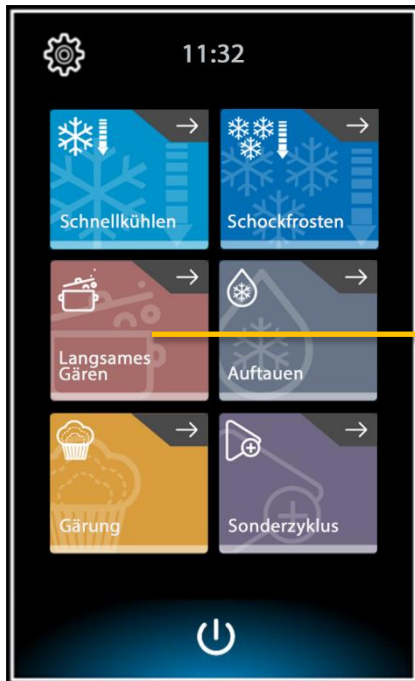 11:32
Schnellkühlen
Schockfrosten
Langsames
Gären
Auftauen
Gärung
Sonderzyklus